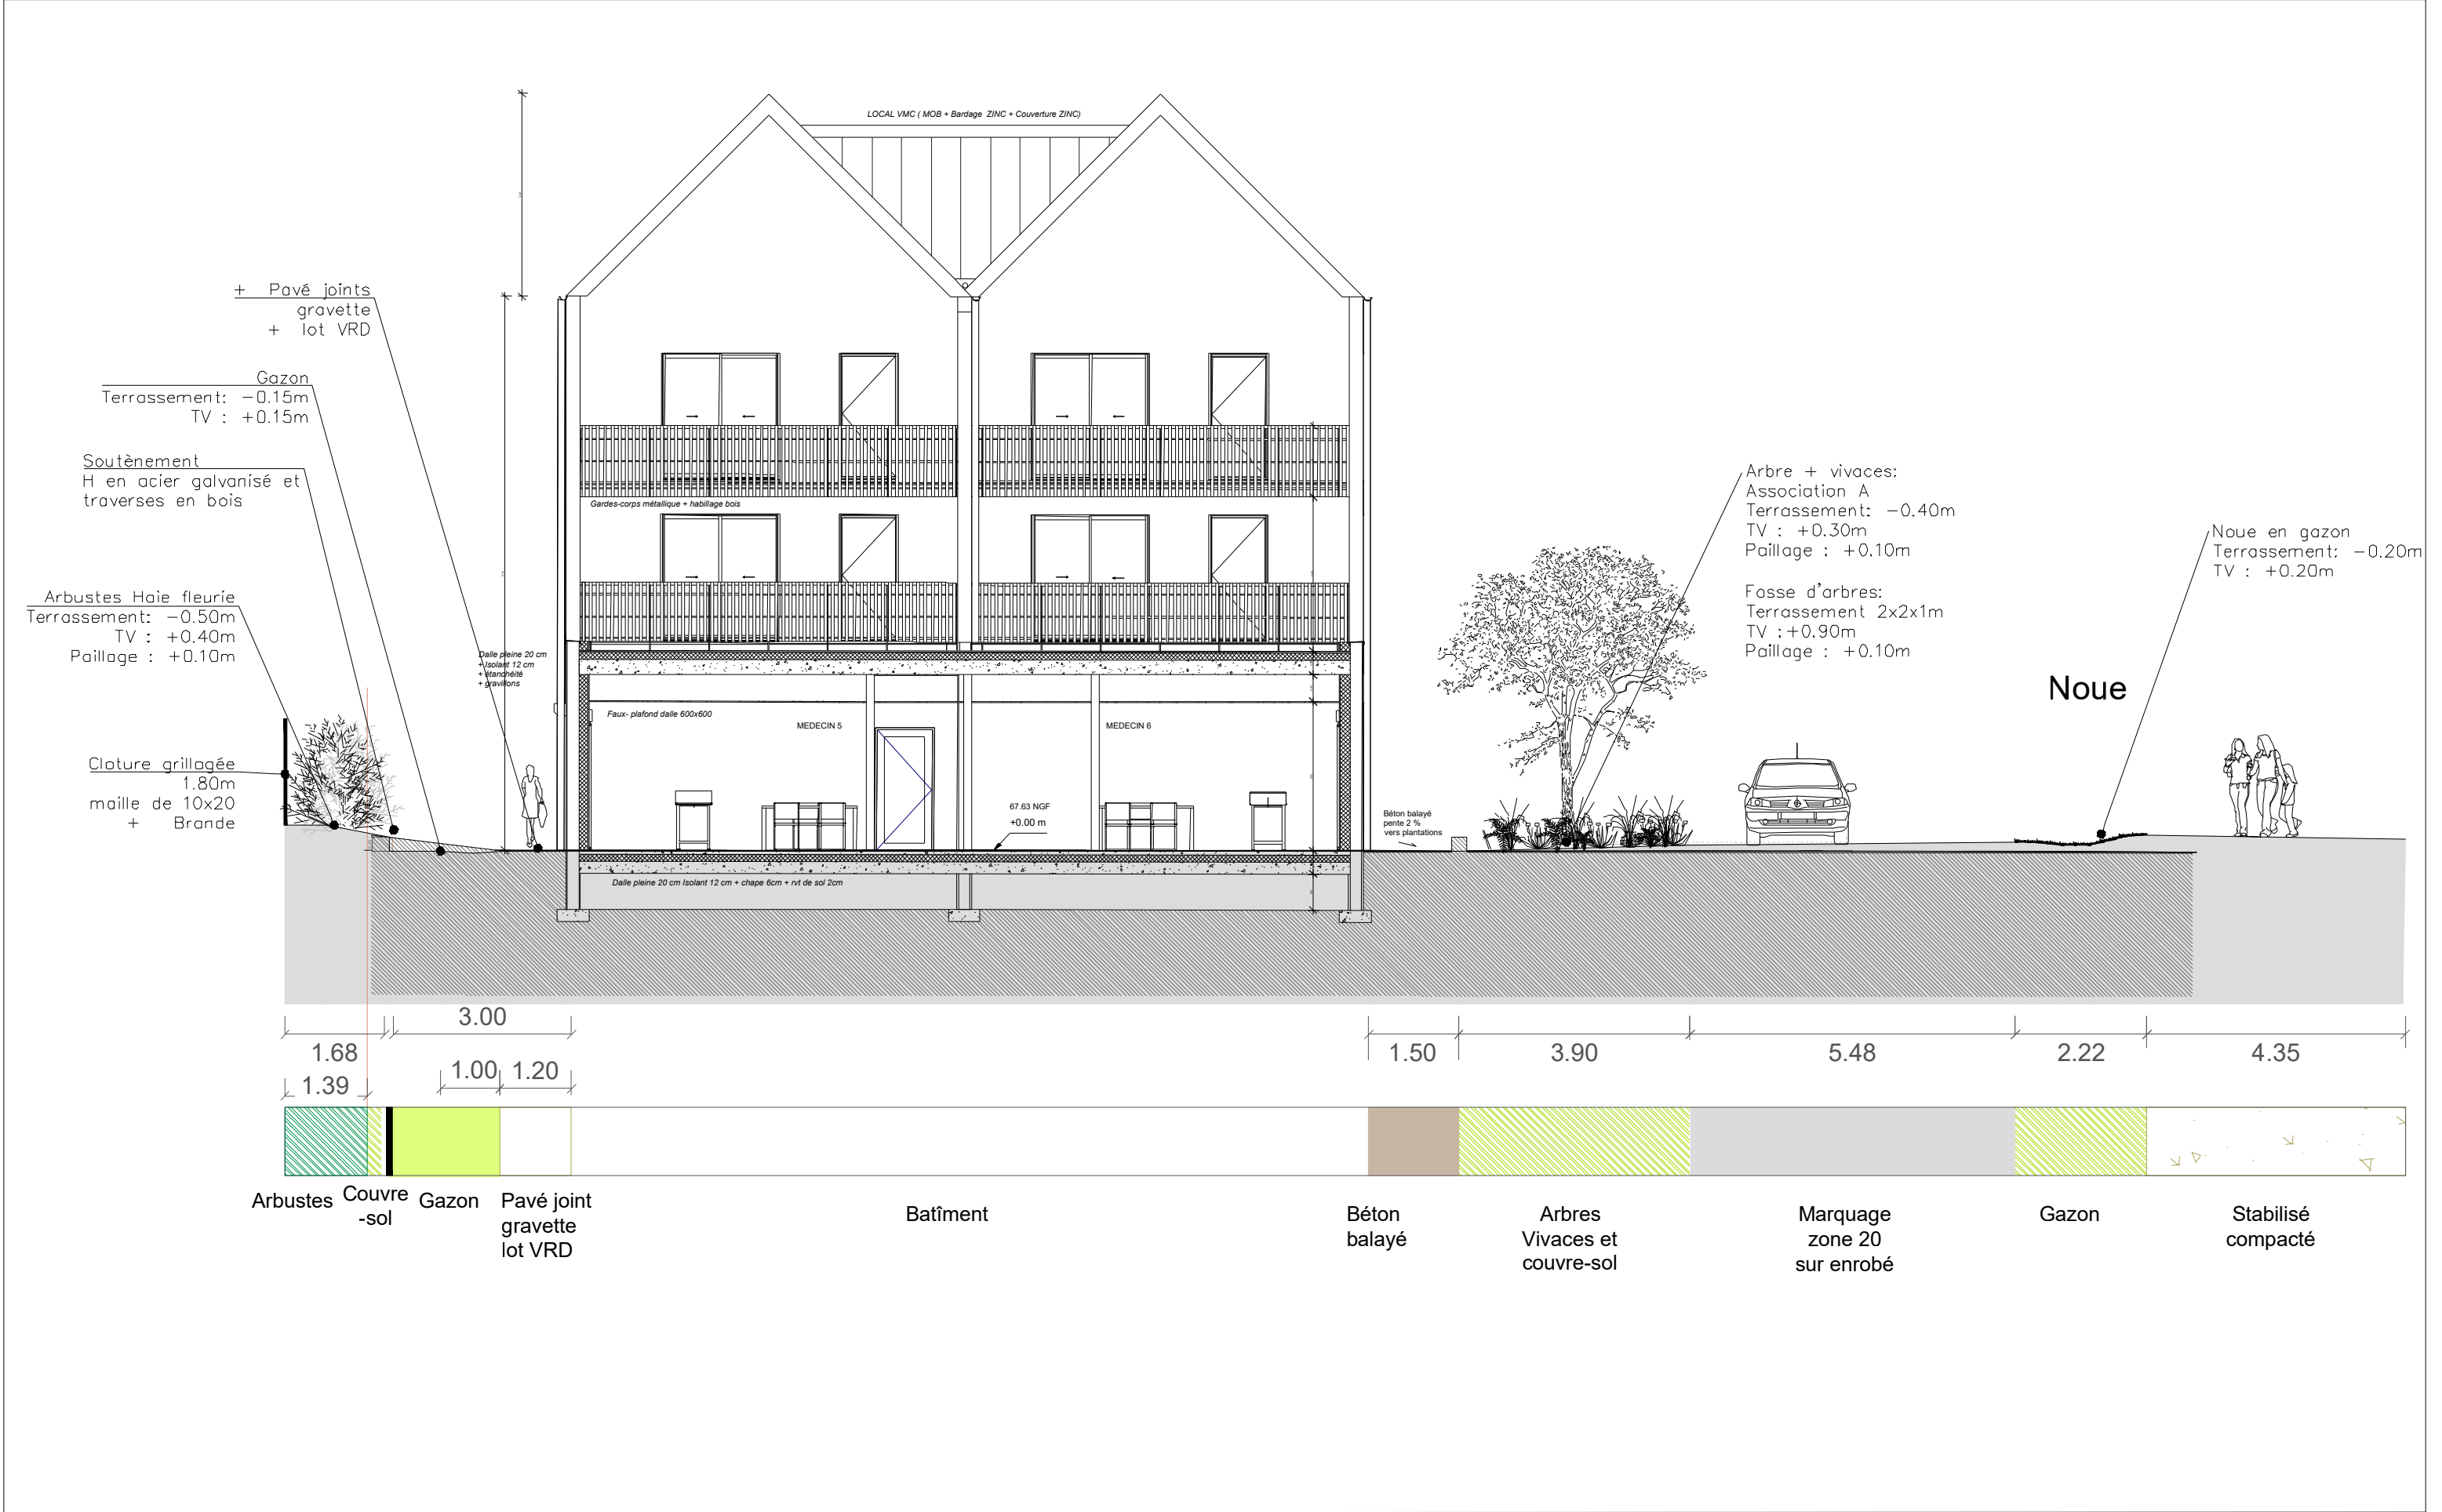 LOCAL VMC ( MOB + Bardage ZINC + Couverture ZINC)
+ Pavé joints
gravette
+ lot VRD
Gazon
Terrassement: -0.15m
TV : +0.15m
Soutènement
H en acier galvanisé et
traverses en bois
Arbustes Haie fleurie
Terrassement: -0.50m
TV : +0.40m
Paillage : +0.10m
Cloture grillagée
1.80m
maille de 10x20
+ Brande
Gardes-corps métallique + habillage bois
Dalle pleine 20 cm
+ Isolant 12 cm
+ étanchéité
+ gravillons
Faux- plafond dalle 600x600
MEDECIN 5
MEDECIN 6
67.63 NGF
+0.00 m
Dalle pleine 20 cm Isolant 12 cm + chape 6cm + rvt de sol 2cm
Béton balayé
pente 2 %
vers plantations
Arbre + vivaces:
Association A
Terrassement: -0.40m
TV : +0.30m
Paillage : +0.10m
Fosse d'arbres:
Terrassement 2x2x1m
TV :+0.90m
Paillage : +0.10m
Noue en gazon
Terrassement: -0.20m
TV : +0.20m
Noue
3.00
1.68
1.00
1.20
1.39
1.50
3.90
5.48
2.22
4.35
Arbustes
Couvre
-sol
Gazon
Pavé joint
gravette
lot VRD
Batîment
Béton
balayé
Arbres
Vivaces et
couvre-sol
Marquage
zone 20
sur enrobé
Gazon
Stabilisé
compacté